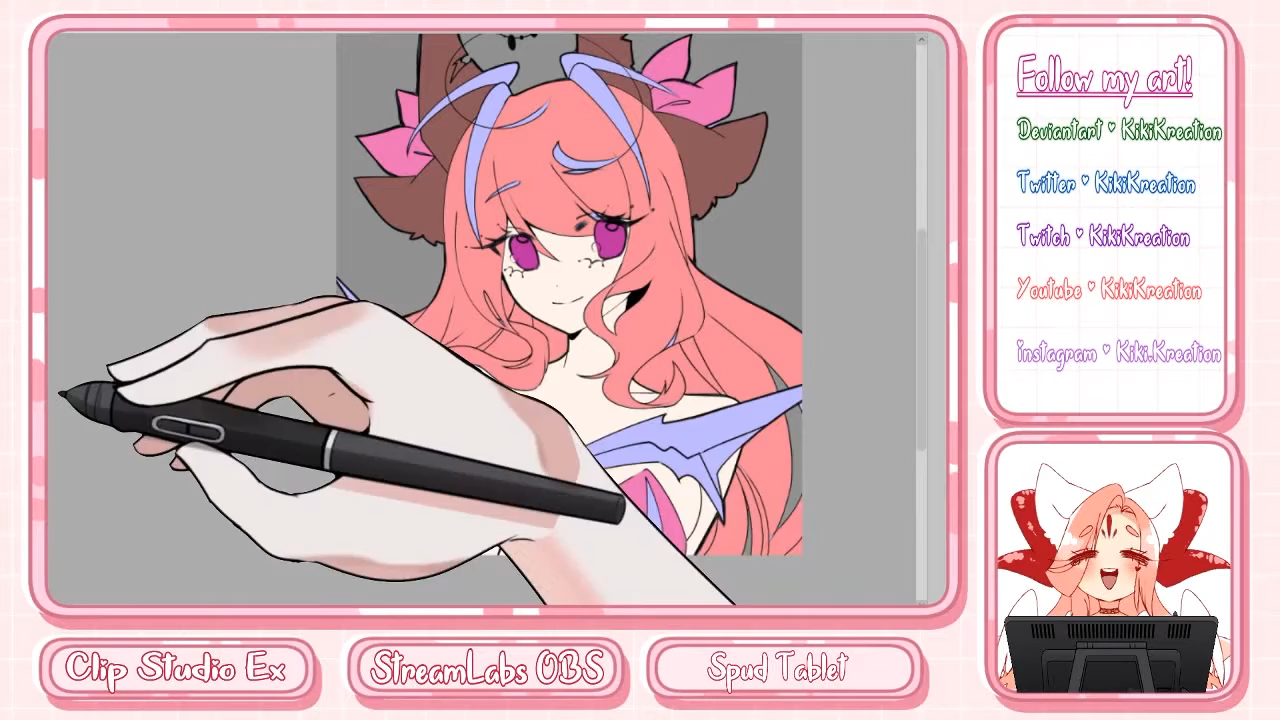 Follow my art!
Deviantart ♥ KikiKreation
Twitter ♥ KikiKreation
Twitch ♥ KikiKreation
Youtube ♥ KikiKreation
instagram ♥ Kiki.Kreation
Clip Studio Ex
StreamLabs OBS
Spud Tablet